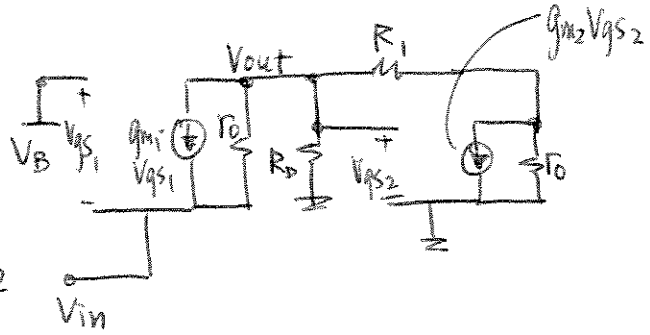 gm2Vgs2
R1
Vout
+
VB
Vgs1
-
gm1
Vgs1
ro
RD
+
Vgs2
-
ro
Vin